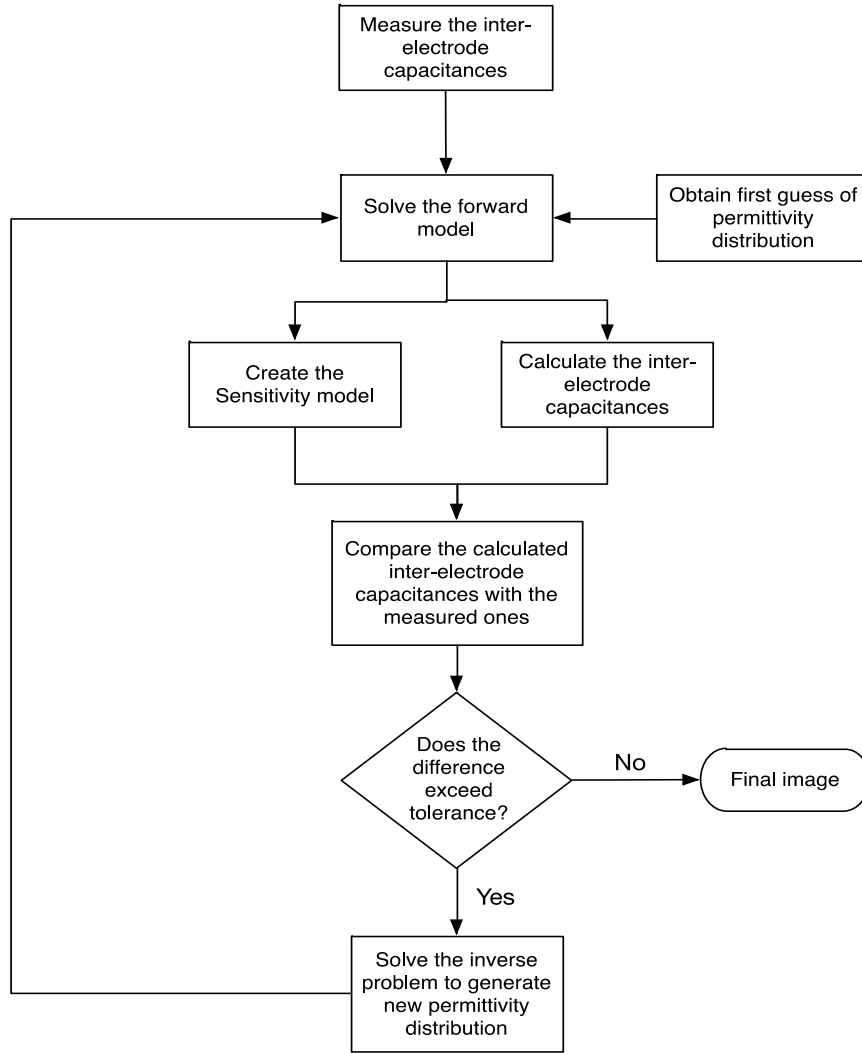 Measure the inter-
electrode
capacitances
Solve the forward
model
Obtain first guess of
permittivity
distribution
Create the
Sensitivity model
Calculate the inter-
electrode
capacitances
Compare the calculated
inter-electrode
capacitances with the
measured ones
Does the
difference
exceed
tolerance?
No
Final image
Yes
Solve the inverse
problem to generate
new permittivity
distribution